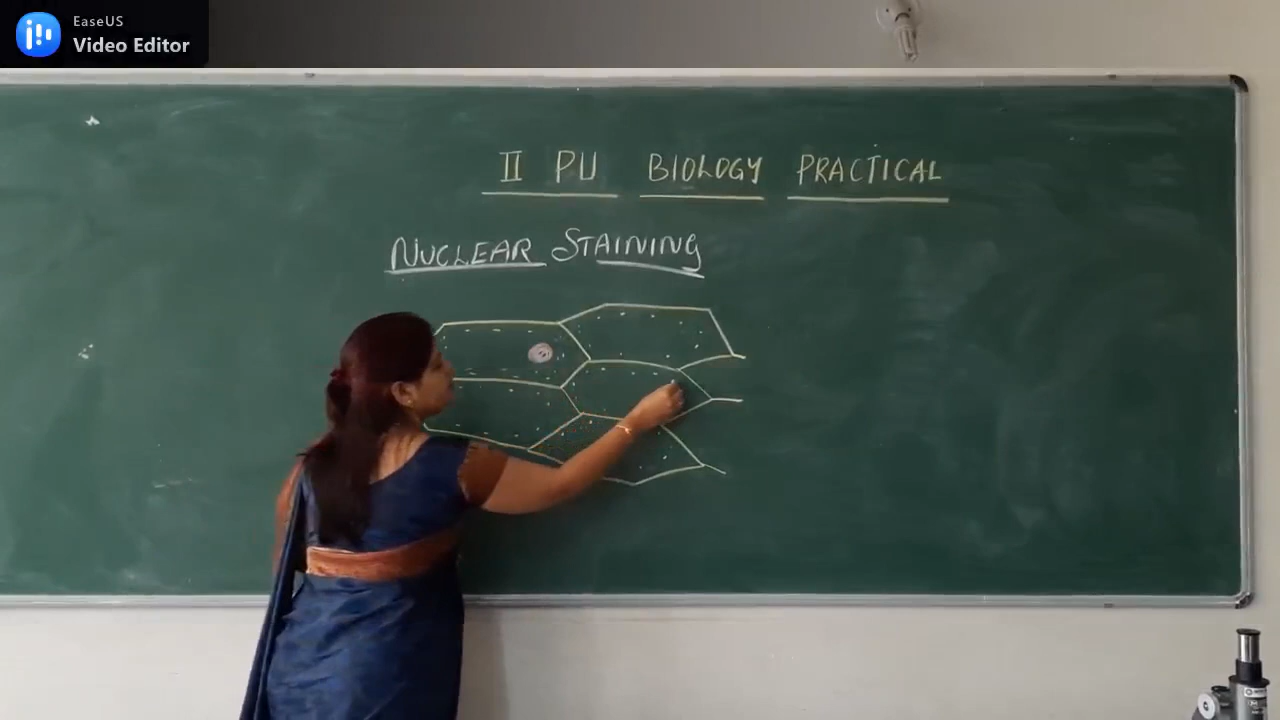 EaseUS
Video Editor
II PU BIOLOGY PRACTICAL
NUCLEAR STAINING